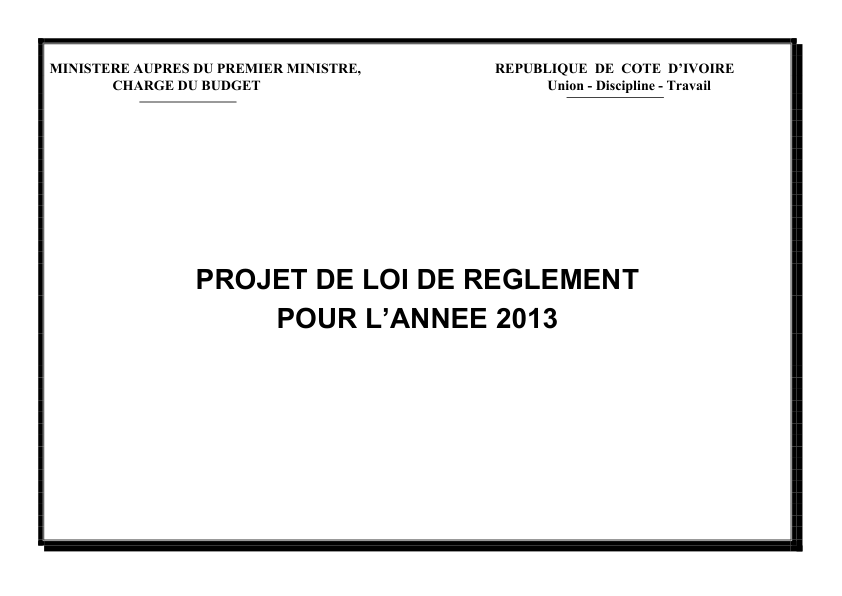 MINISTERE AUPRES DU PREMIER MINISTRE,
CHARGE DU BUDGET
REPUBLIQUE DE COTE D’IVOIRE
Union - Discipline - Travail
PROJET DE LOI DE REGLEMENT
POUR L’ANNEE 2013